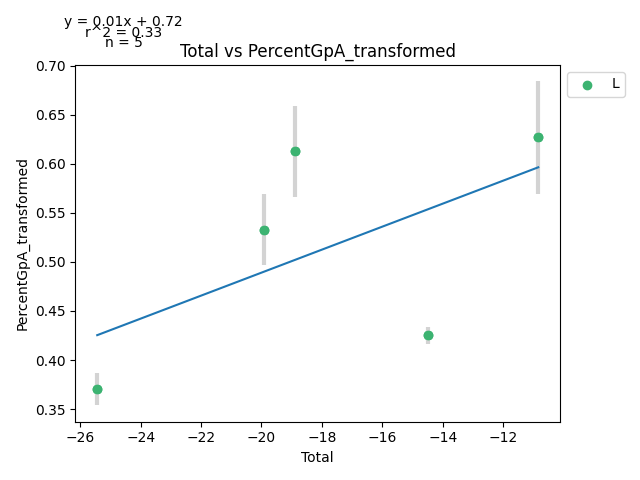 y = 0.01x + 0.72
r^2 = 0.33
n = 5
Total vs PercentGpA_transformed
L
PercentGpA_transformed
0.70
0.65
0.60
0.55
0.50
0.45
0.40
0.35
−26 −24 −22 −20 −18 −16 −14 −12
Total